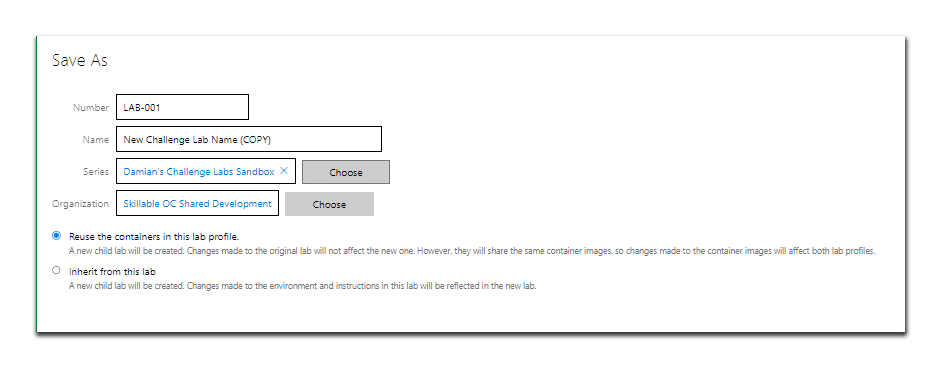 Save As
Number LAB-001
Name New Challenge Lab Name (COPY)
Series Damian's Challenge Labs Sandbox × Choose
Organization Skillable OC Shared Development Choose
Reuse the containers in this lab profile.
A new child lab will be created. Changes made to the original lab will not affect the new one. However, they will share the same container images, so changes made to the container images will affect both lab profiles.
Inherit from this lab
A new child lab will be created. Changes made to the environment and instructions in this lab will be reflected in the new lab.